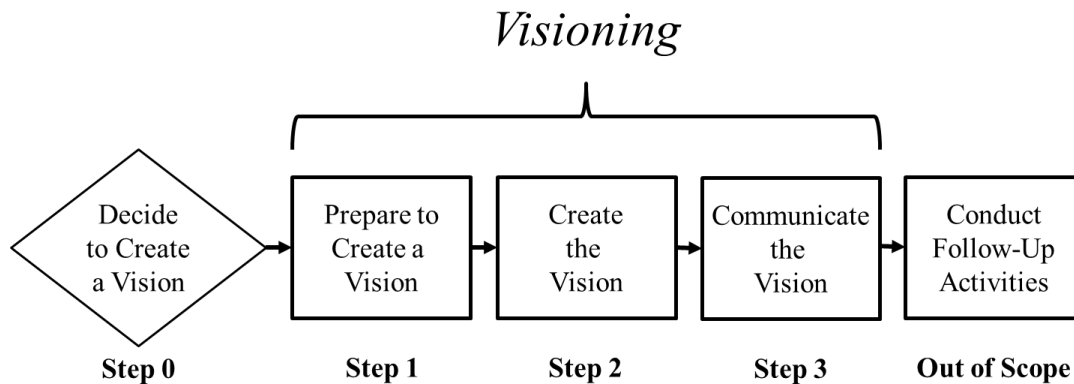 Visioning
Decide
to Create
a Vision
Prepare to
Create a
Vision
Create
the
Vision
Communicate
the
Vision
Conduct
Follow-Up
Activities
Step 0
Step 1
Step 2
Step 3
Out of Scope